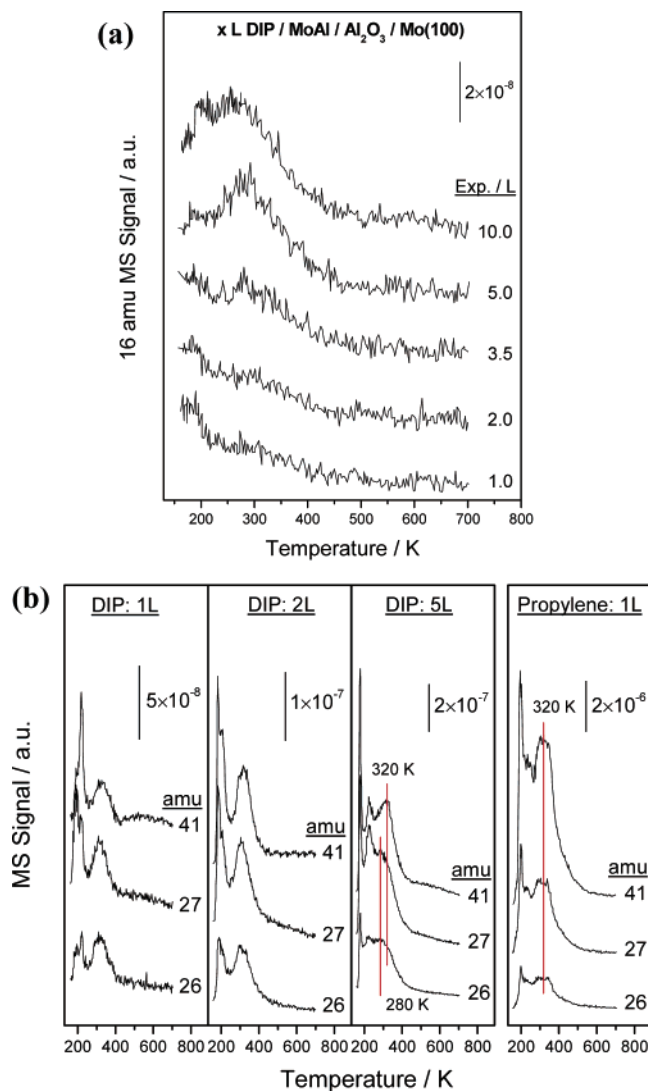 (a)
x L DIP / MoAl / Al₂O₃ / Mo(100)
2×10⁻⁸
Exp. / L
10.0
5.0
3.5
2.0
1.0
16 amu MS Signal / a.u.
200 300 400 500 600 700 800
Temperature / K
(b)
DIP: 1L DIP: 2L DIP: 5L Propylene: 1L
5×10⁻⁸ 1×10⁻⁷ 2×10⁻⁷ 2×10⁻⁶
320 K 320 K
amu amu amu amu
41 41 41 41
27 27 27 27
26 26 26 26
280 K
MS Signal / a.u.
200 400 600 800 200 400 600 800 200 400 600 800 200 400 600 800
Temperature / K